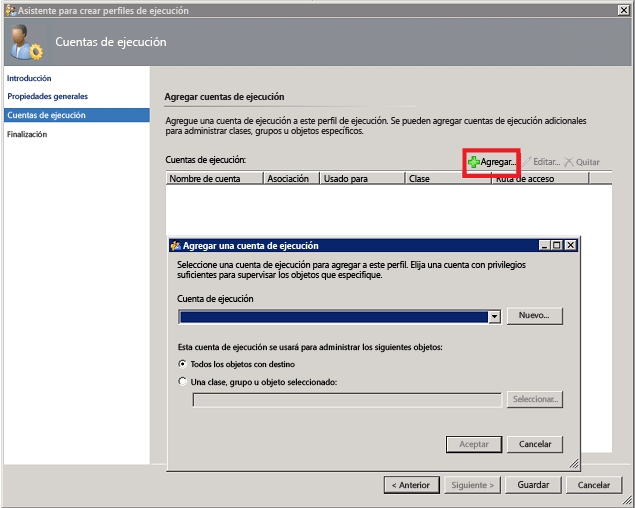 Asistente para crear perfiles de ejecución
Cuentas de ejecución
Introducción
Propiedades generales
Cuentas de ejecución
Finalización
Agregar cuentas de ejecución
Agregue una cuenta de ejecución a este perfil de ejecución. Se pueden agregar cuentas de ejecución adicionales
para administrar clases, grupos u objetos específicos.
Cuentas de ejecución:
Agregar... Editar... Quitar
Nombre de cuenta Asociación Usado para Clase Ruta de acceso
Agregar una cuenta de ejecución
Seleccione una cuenta de ejecución para agregar a este perfil. Elija una cuenta con privilegios
suficientes para supervisar los objetos que especifique.
Cuenta de ejecución
Nuevo...
Esta cuenta de ejecución se usará para administrar los siguientes objetos:
Todos los objetos con destino
Una clase, grupo u objeto seleccionado:
Seleccionar...
Aceptar Cancelar
< Anterior Siguiente > Guardar Cancelar